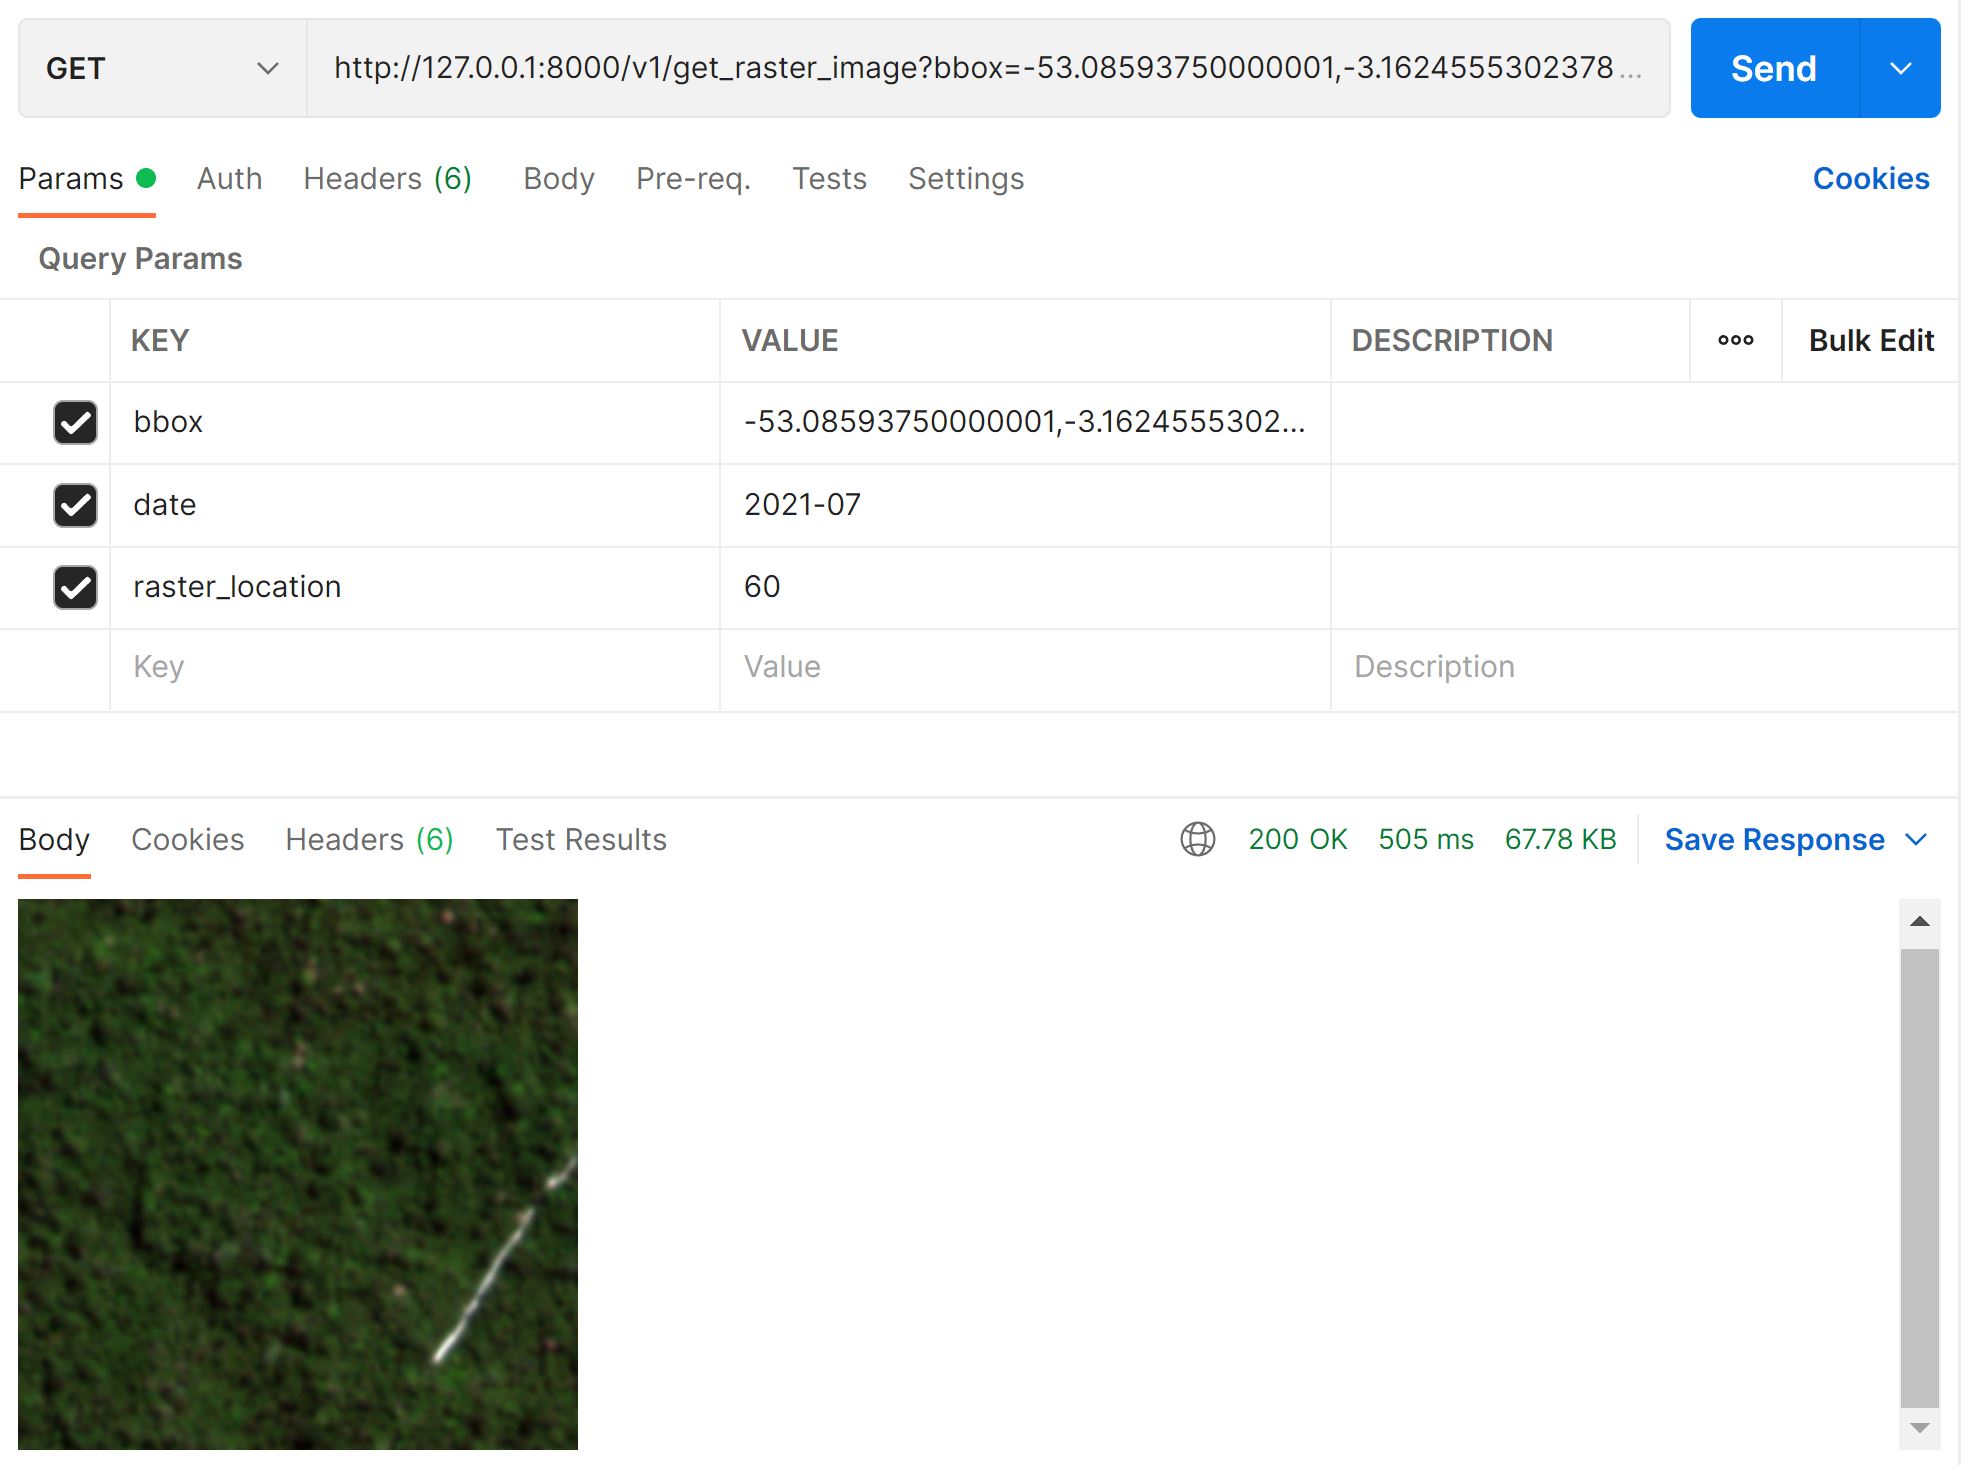 GET http://127.0.0.1:8000/v1/get_raster_image?bbox=-53.08593750000001,-3.1624555302378... Send
Params Auth Headers (6) Body Pre-req. Tests Settings Cookies
Query Params
KEY VALUE DESCRIPTION ooo Bulk Edit
bbox -53.08593750000001,-3.1624555302...
date 2021-07
raster_location 60
Key Value Description
Body Cookies Headers (6) Test Results 200 OK 505 ms 67.78 KB Save Response